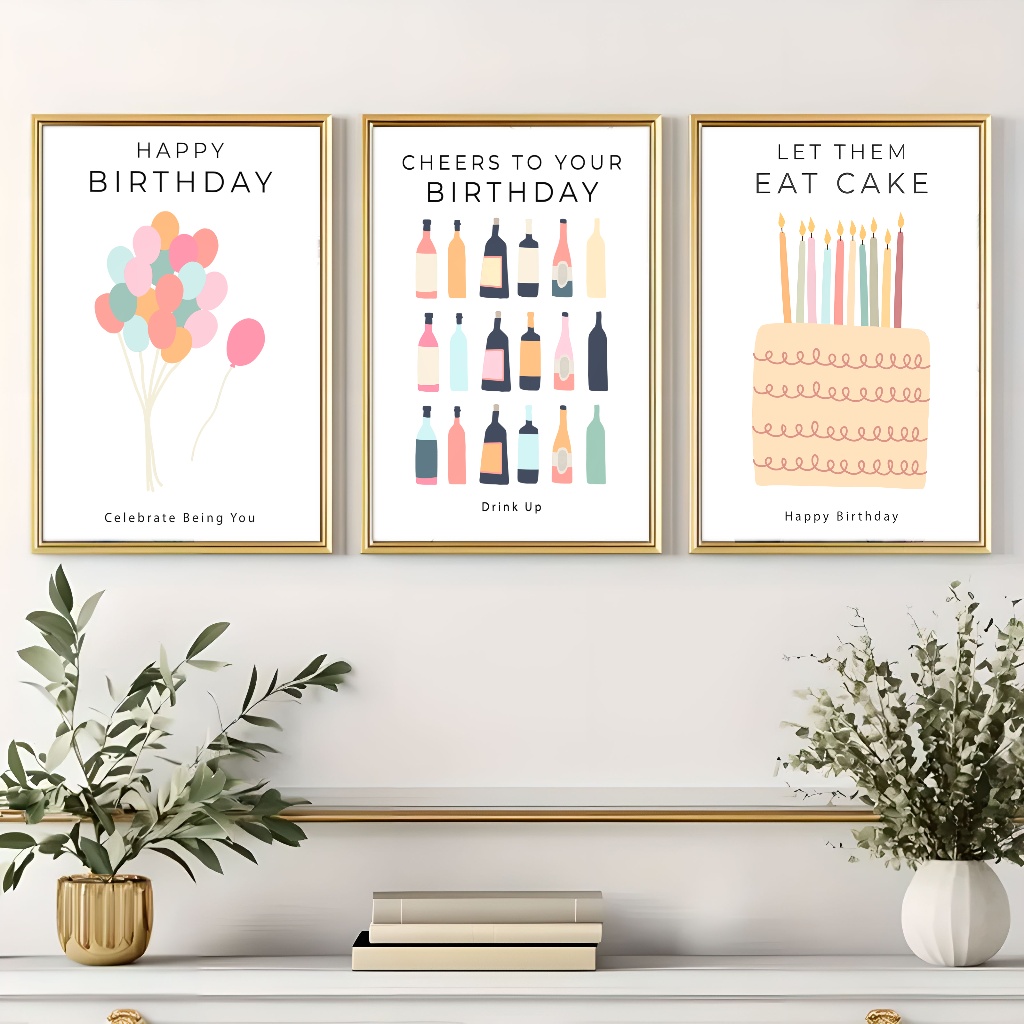 HAPPY
BIRTHDAY
Celebrate Being You
CHEERS TO YOUR
BIRTHDAY
Drink Up
LET THEM
EAT CAKE
Happy Birthday